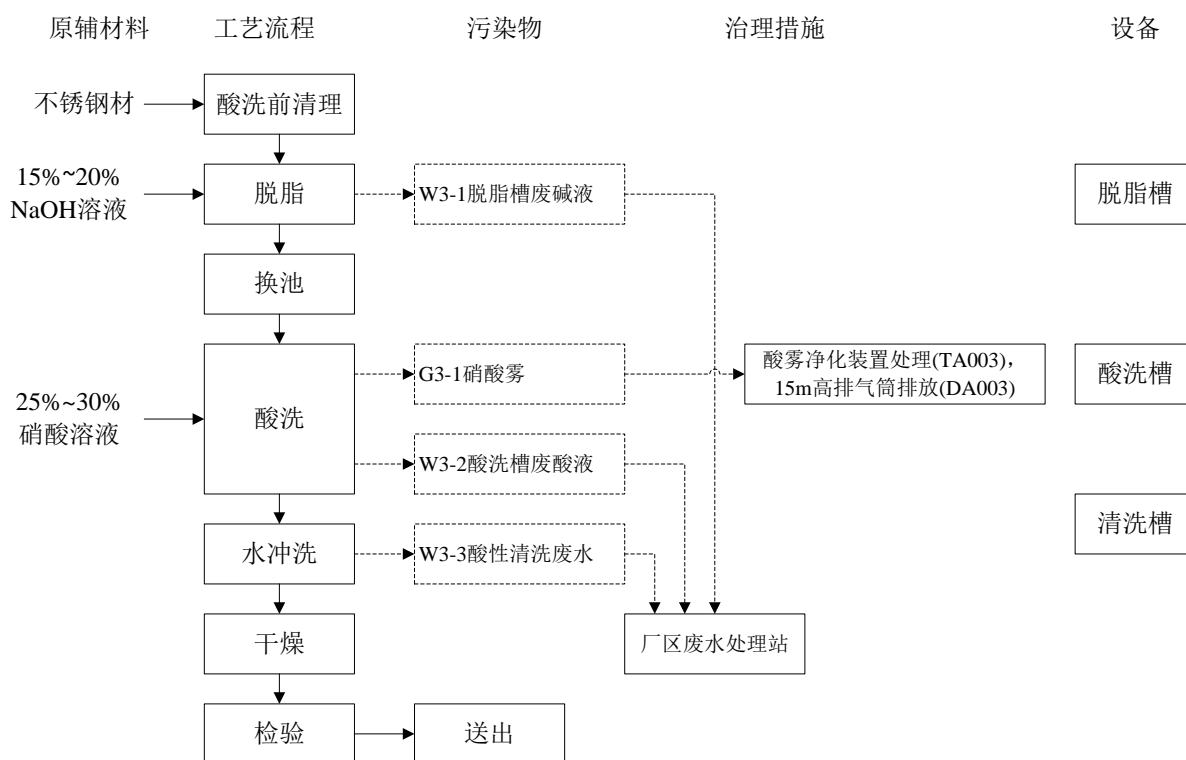 原辅材料 工艺流程 污染物 治理措施 设备
不锈钢材
酸洗前清理
15%~20%
NaOH溶液
脱脂
W3-1脱脂槽废碱液
脱脂槽
换池
25%~30%
硝酸溶液
酸洗
G3-1硝酸雾
酸雾净化装置处理(TA003)，
15m高排气筒排放(DA003)
酸洗槽
W3-2酸洗槽废酸液
水冲洗
W3-3酸性清洗废水
清洗槽
干燥
厂区废水处理站
检验
送出